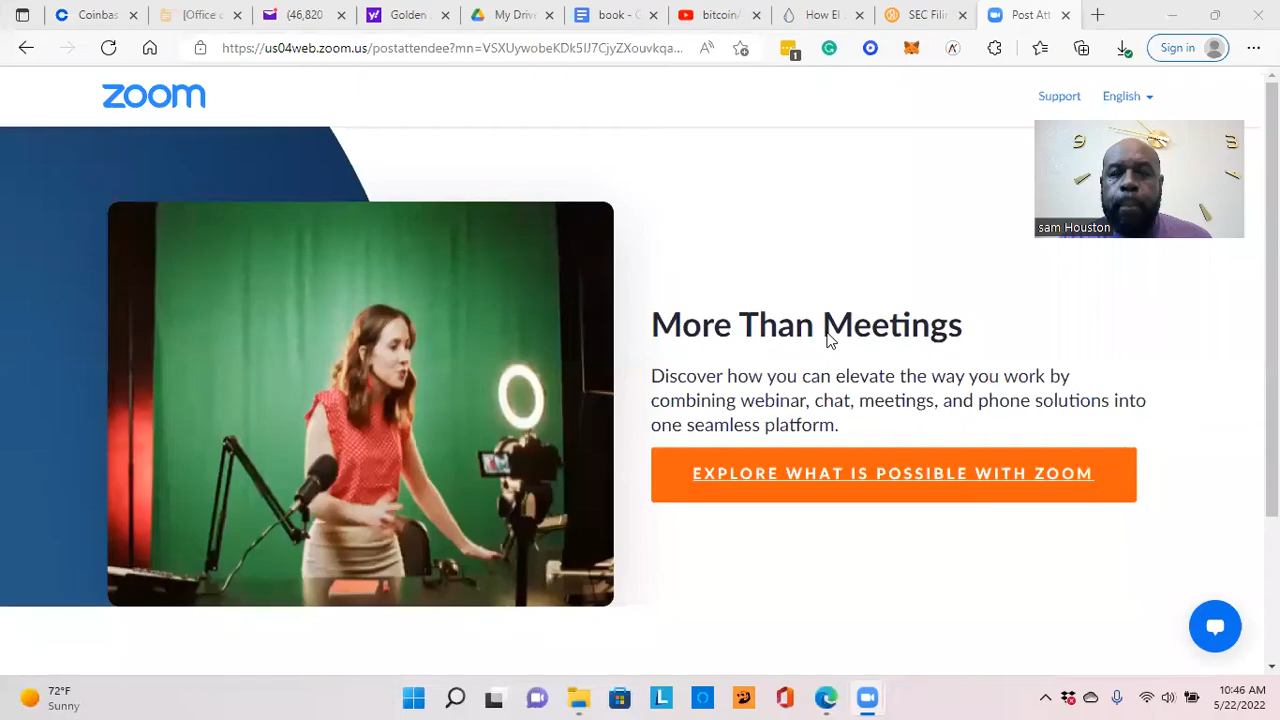 Coinbas
[Office c
(46,820
Golden
My Drive
book - G
bitcoin/
How El
SEC Filin
Post Att
https://us04web.zoom.us/postattendee?mn=VSXUywobeKDk5IJ7CjyZXouvkqa...
1
Sign in
zoom
Support
English
sam Houston
More Than Meetings
Discover how you can elevate the way you work by
combining webinar, chat, meetings, and phone solutions into
one seamless platform.
EXPLORE WHAT IS POSSIBLE WITH ZOOM
72°F
Sunny
10:46 AM
5/22/2022